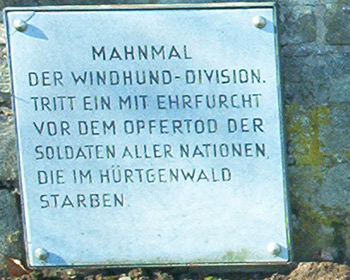 MAHNMAL
DER WINDHUND-DIVISION.
TRITT EIN MIT EHRFURCHT
VOR DEM OPFERTOD DER
SOLDATEN ALLER NATIONEN,
DIE IM HÜRTGENWALD
STARBEN.